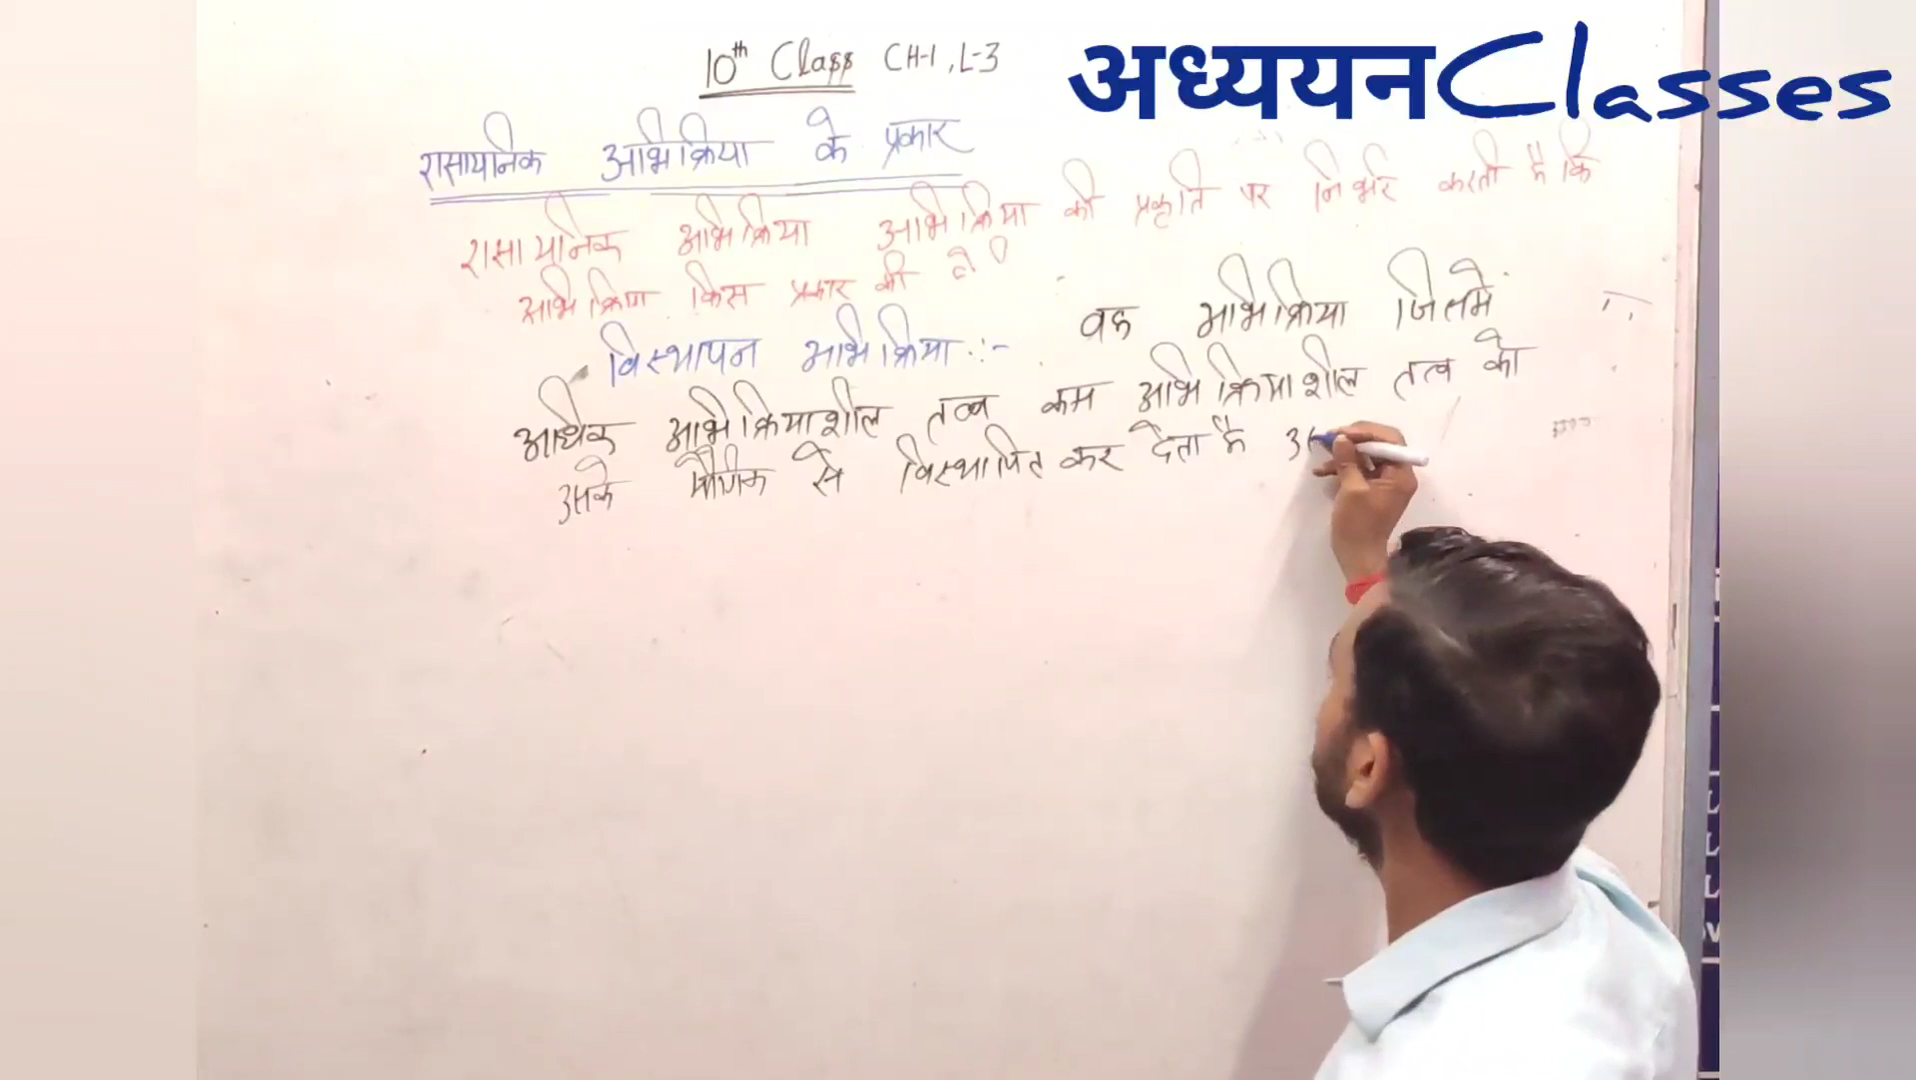 10th Class CH-1, L-3
अध्ययनClasses
रासायनिक अभिक्रिया के प्रकार
रासायनिक अभिक्रिया अभिक्रिया की प्रकृति पर निर्भर करती है कि
अभिक्रिया किस प्रकार की है।
विस्थापन अभिक्रिया :- वह अभिक्रिया जिसमें
अधिक अभिक्रियाशील तत्व कम अभिक्रियाशील तत्व को
उसके यौगिक से विस्थापित कर देता है